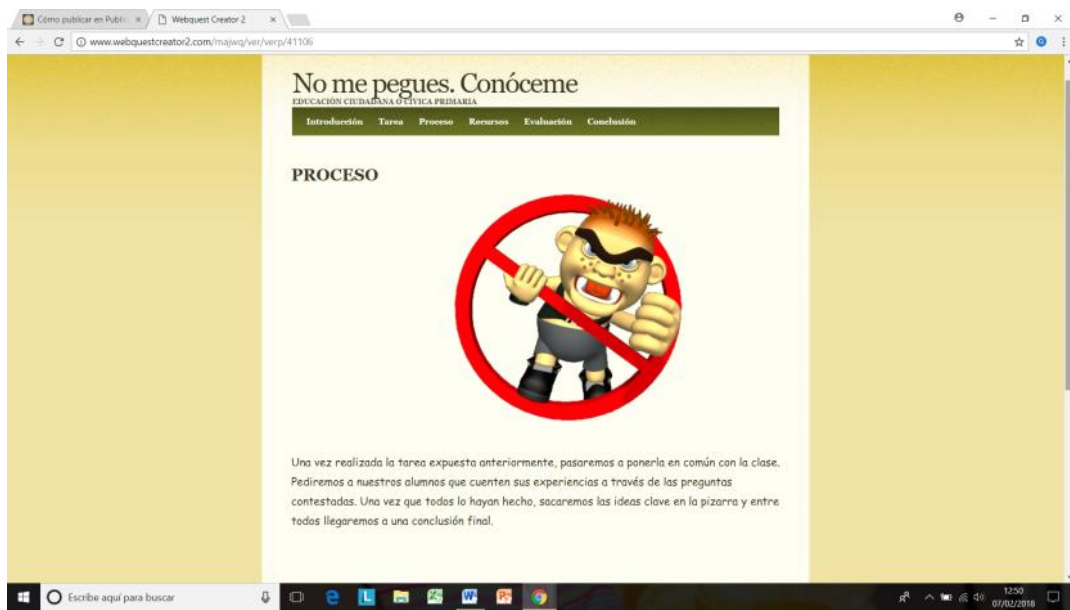 Cómo publicar en Public
Webquest Creator 2
www.webquestcreator2.com/majwq/ver/verp/41106
No me pegues. Conóceme
EDUCACIÓN CIUDADANA O CÍVICA PRIMARIA
Introducción Tarea Proceso Recursos Evaluación Conclusión
PROCESO
Una vez realizada la tarea expuesta anteriormente, pasaremos a ponerla en común con la clase.
Pediremos a nuestros alumnos que cuenten sus experiencias a través de las preguntas
contestadas. Una vez que todos lo hayan hecho, sacaremos las ideas clave en la pizarra y entre
todos llegaremos a una conclusión final.
Escribe aquí para buscar
12:50
07/02/2018